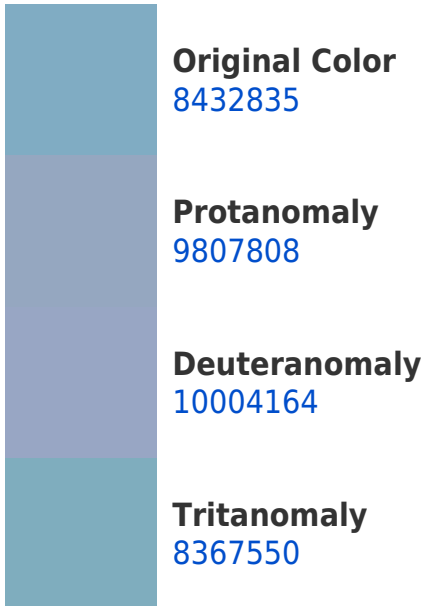 Original Color
8432835
Protanomaly
9807808
Deuteranomaly
10004164
Tritanomaly
8367550